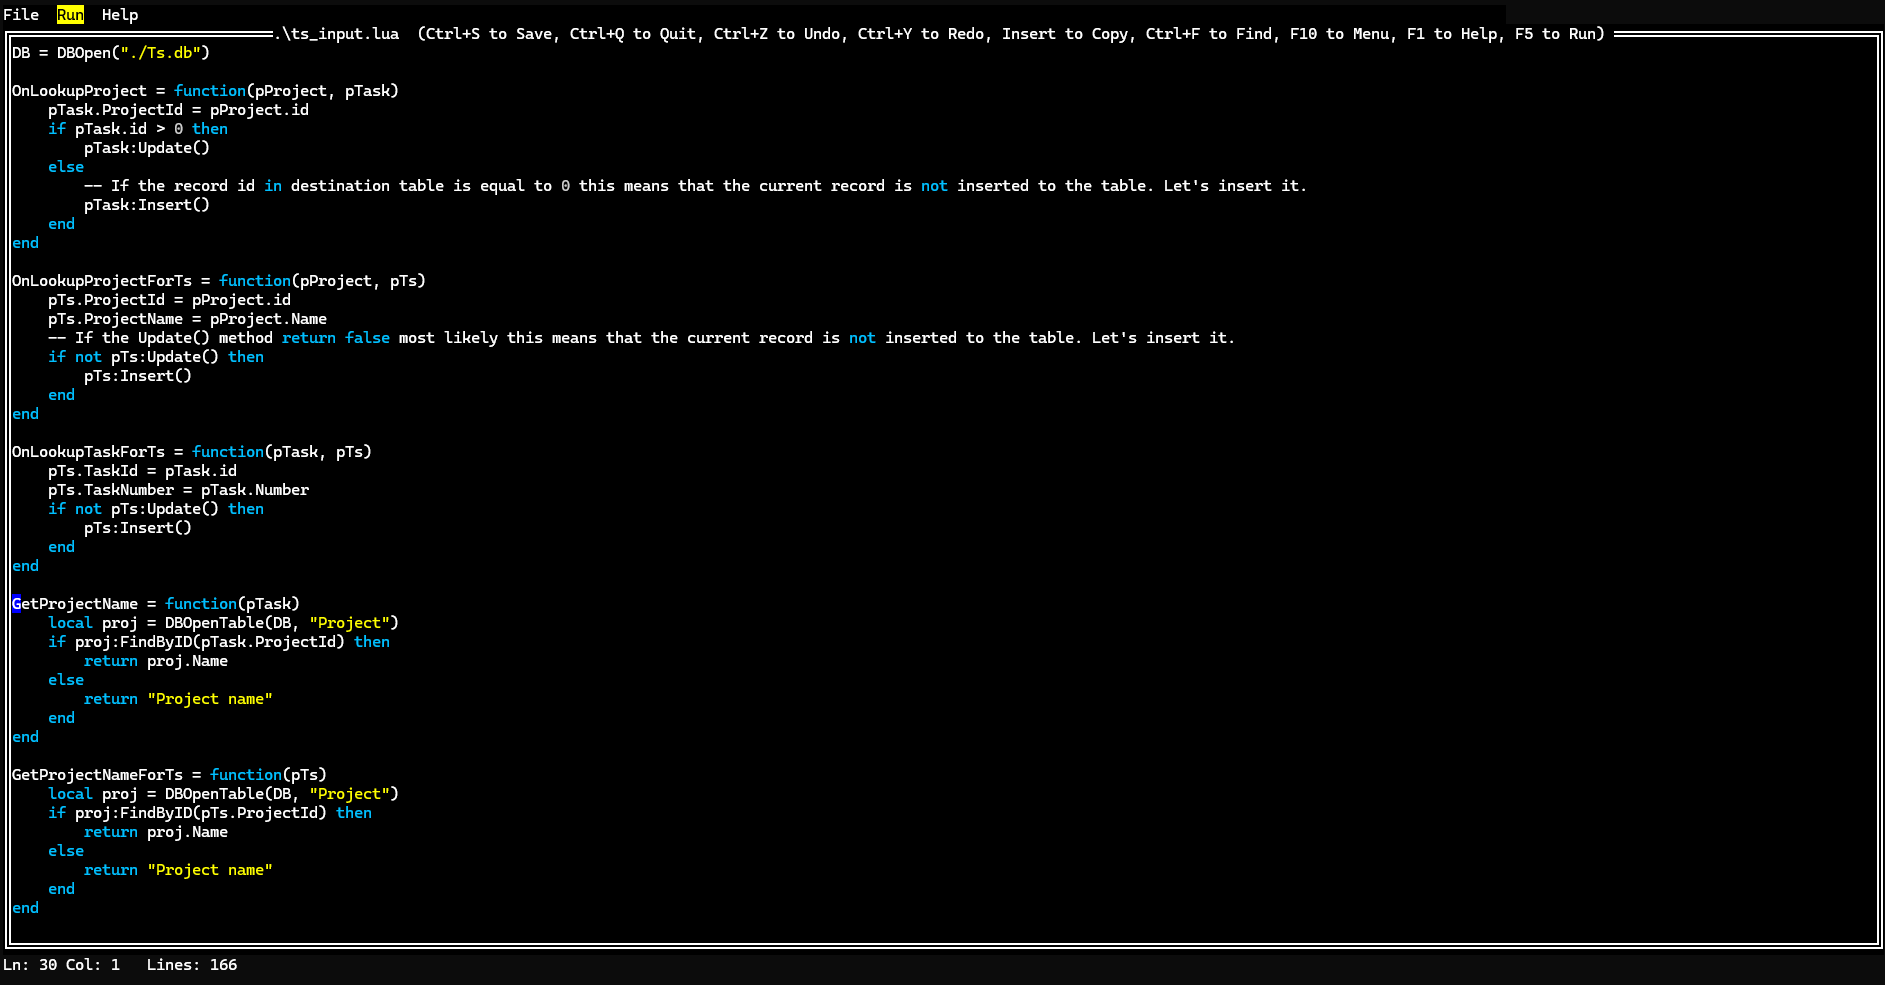 File  Run  Help
.\ts_input.lua  (Ctrl+S to Save, Ctrl+Q to Quit, Ctrl+Z to Undo, Ctrl+Y to Redo, Insert to Copy, Ctrl+F to Find, F10 to Menu, F1 to Help, F5 to Run)
DB = DBOpen("./Ts.db")

OnLookupProject = function(pProject, pTask)
    pTask.ProjectId = pProject.id
    if pTask.id > 0 then
        pTask:Update()
    else
        -- If the record id in destination table is equal to 0 this means that the current record is not inserted to the table. Let's insert it.
        pTask:Insert()
    end
end

OnLookupProjectForTs = function(pProject, pTs)
    pTs.ProjectId = pProject.id
    pTs.ProjectName = pProject.Name
    -- If the Update() method return false most likely this means that the current record is not inserted to the table. Let's insert it.
    if not pTs:Update() then
        pTs:Insert()
    end
end

OnLookupTaskForTs = function(pTask, pTs)
    pTs.TaskId = pTask.id
    pTs.TaskNumber = pTask.Number
    if not pTs:Update() then
        pTs:Insert()
    end
end

GetProjectName = function(pTask)
    local proj = DBOpenTable(DB, "Project")
    if proj:FindByID(pTask.ProjectId) then
        return proj.Name
    else
        return "Project name"
    end
end

GetProjectNameForTs = function(pTs)
    local proj = DBOpenTable(DB, "Project")
    if proj:FindByID(pTs.ProjectId) then
        return proj.Name
    else
        return "Project name"
    end
end

Ln: 30 Col: 1   Lines: 166